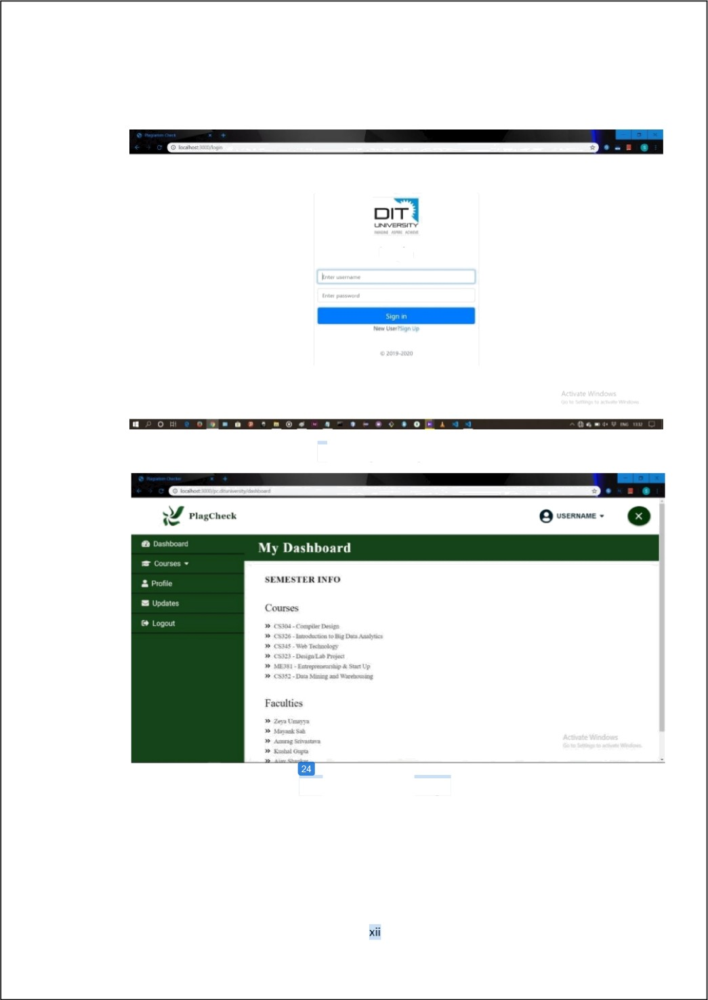 Plagiarism Check
localhost:3000/login
DIT
UNIVERSITY
IMAGINE ASPIRE ACHIEVE
Enter username
Enter password
Sign in
New User?Sign Up
© 2019-2020
Activate Windows
Go to Settings to activate Windows.
ENG 1332
Plagiarism Checker
localhost:3000/pc.dituniversity/dashboard
PlagCheck
USERNAME
Dashboard
My Dashboard
Courses
Profile
Updates
Logout
SEMESTER INFO
Courses
» CS304 - Compiler Design
» CS326 - Introduction to Big Data Analytics
» CS345 - Web Technology
» CS323 - Design/Lab Project
» ME381 - Entrepreneurship & Start Up
» CS352 - Data Mining and Warehousing
Faculties
» Zeya Umayya
» Mayank Sah
» Anurag Srivastava
» Kushal Gupta
Activate Windows
Go to Settings to activate Windows.
24
xii